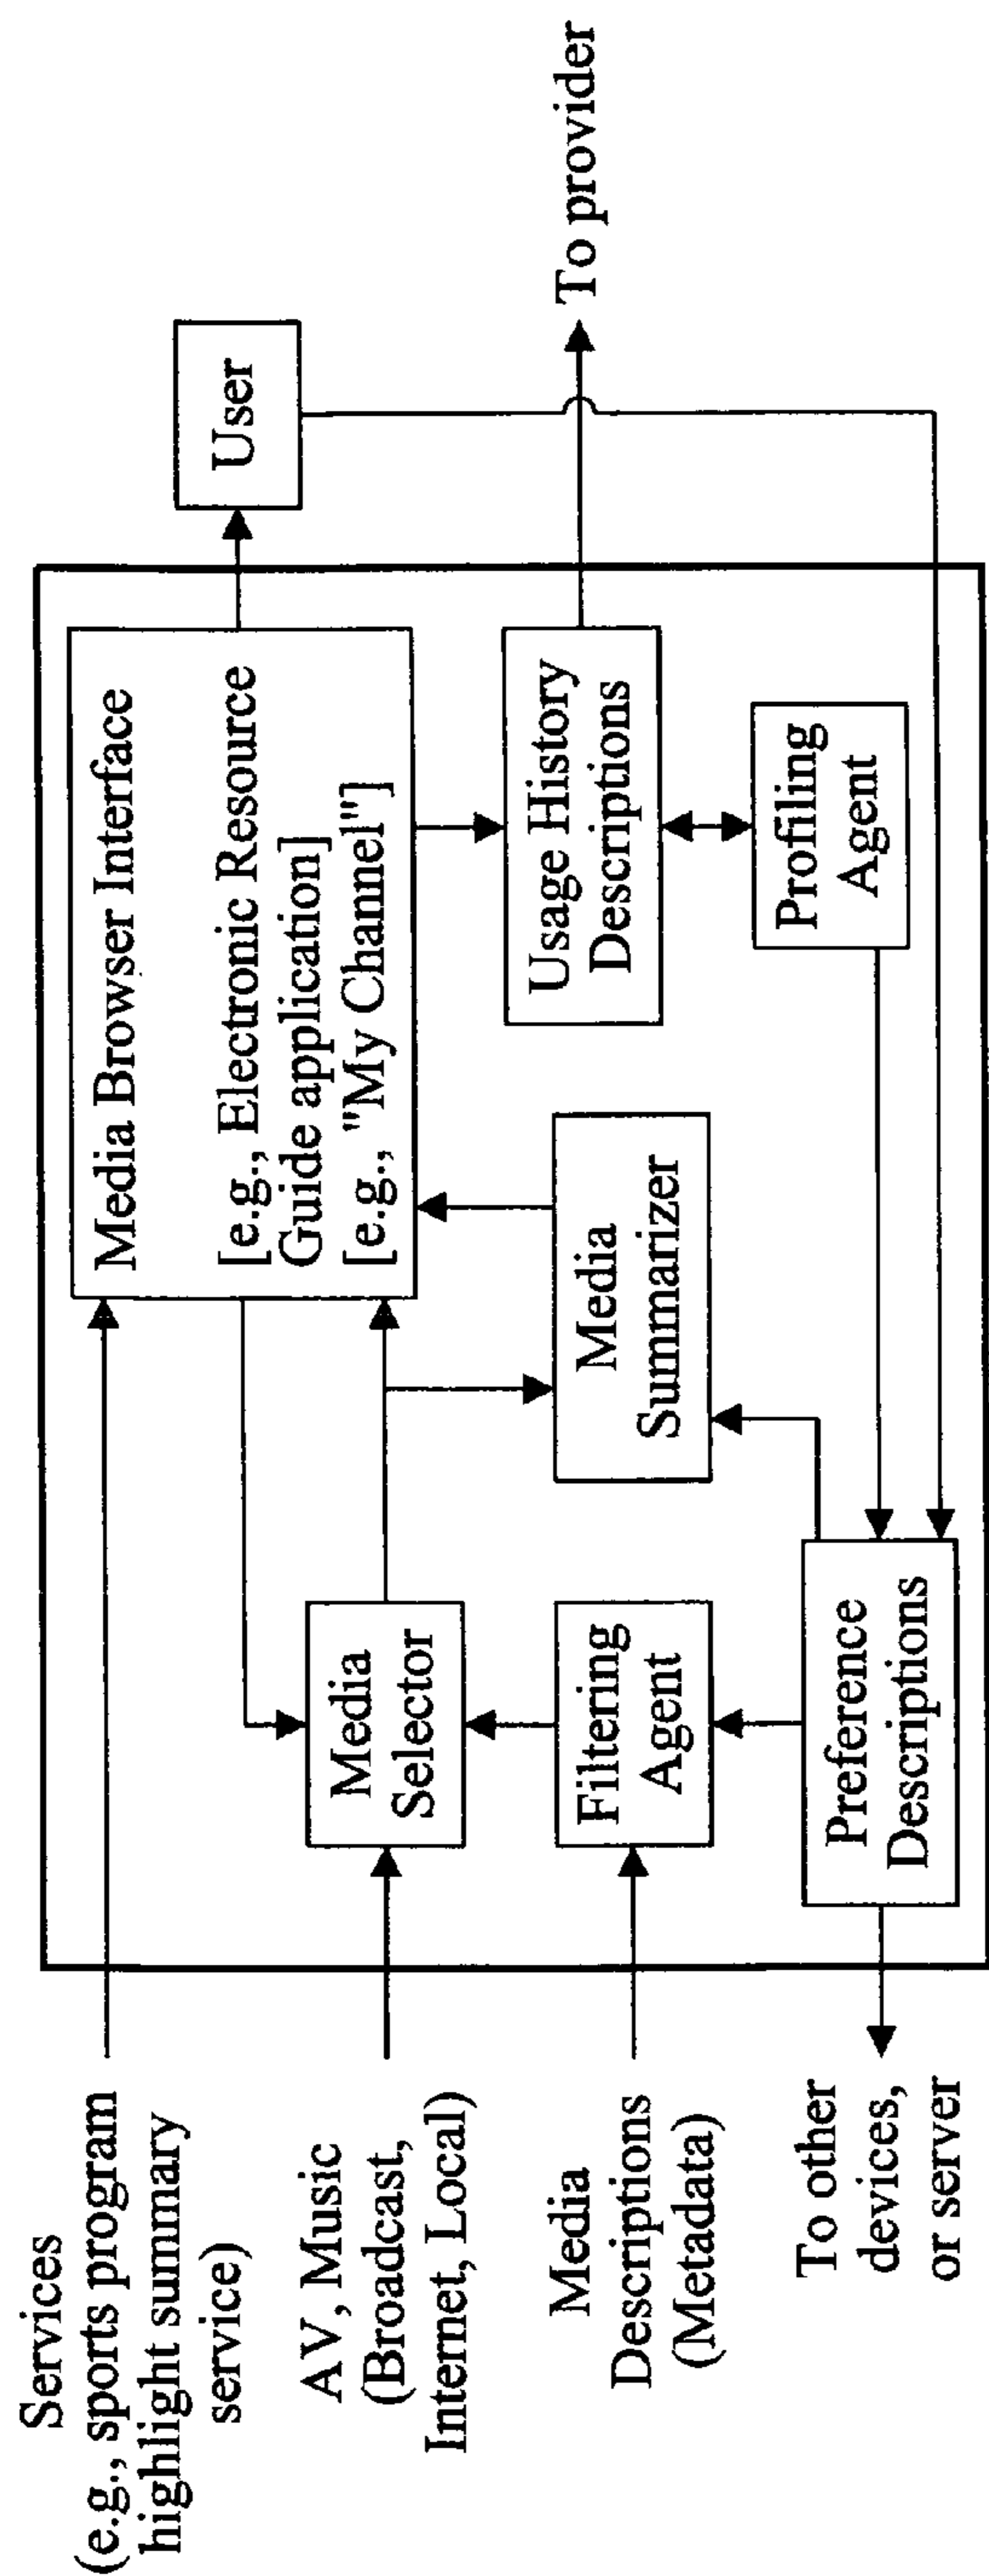 Services
(e.g., sports program
highlight summary
service)
AV, Music
(Broadcast,
Internet, Local)
Media
Descriptions
(Metadata)
To other
devices,
or server
Media Browser Interface
[e.g., Electronic Resource
Guide application]
[e.g., "My Channel"]
Media
Selector
Filtering
Agent
Preference
Descriptions
Media
Summarizer
Usage History
Descriptions
Profiling
Agent
User
To provider